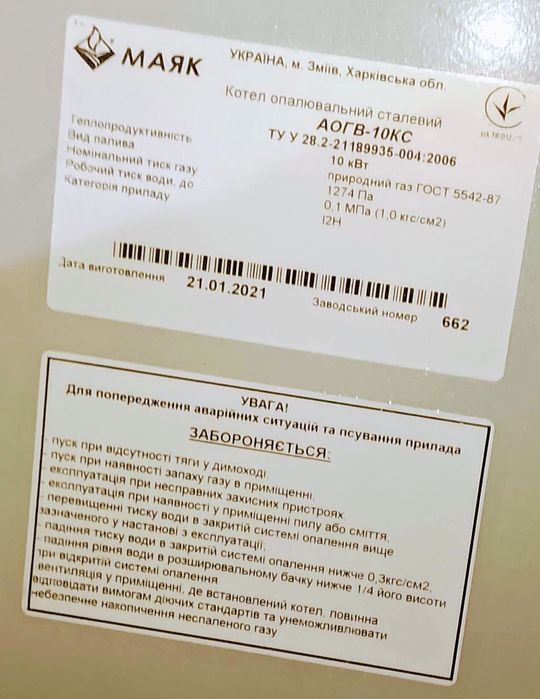 МАЯК
УКРАЇНА, м. Зміїв, Харківська обл.
Котел опалювальний сталевий
АОГВ-10КС
ТУ У 28.2-21189935-004:2006
Теплопродуктивність 10 кВт
Вид палива природний газ ГОСТ 5542-87
Номінальний тиск газу 1274 Па
Робочий тиск води, до 0,1 МПа (1,0 кгс/см2)
Категорія приладу I2H
Дата виготовлення 21.01.2021 Заводський номер 662
УВАГА!
Для попередження аварійних ситуацій та псування прилада
ЗАБОРОНЯЄТЬСЯ:
- пуск при відсутності тяги у димоході,
- пуск при наявності запаху газу в приміщенні,
- експлуатація при несправних захисних пристроях
- експлуатація при наявності у приміщенні пилу або сміття,
- перевищенні тиску води в закритій системі опалення вище
зазначеного у настанові з експлуатації,
- падіння тиску води в закритій системі опалення нижче 0,3кгс/см2,
- падіння рівня води в розширювальному бачку нижче 1/4 його висоти
при відкритій системі опалення
вентиляція у приміщенні, де встановлений котел, повинна
відповідати вимогам діючих стандартів та унеможливлювати
небезпечне накопичення неспаленого газу